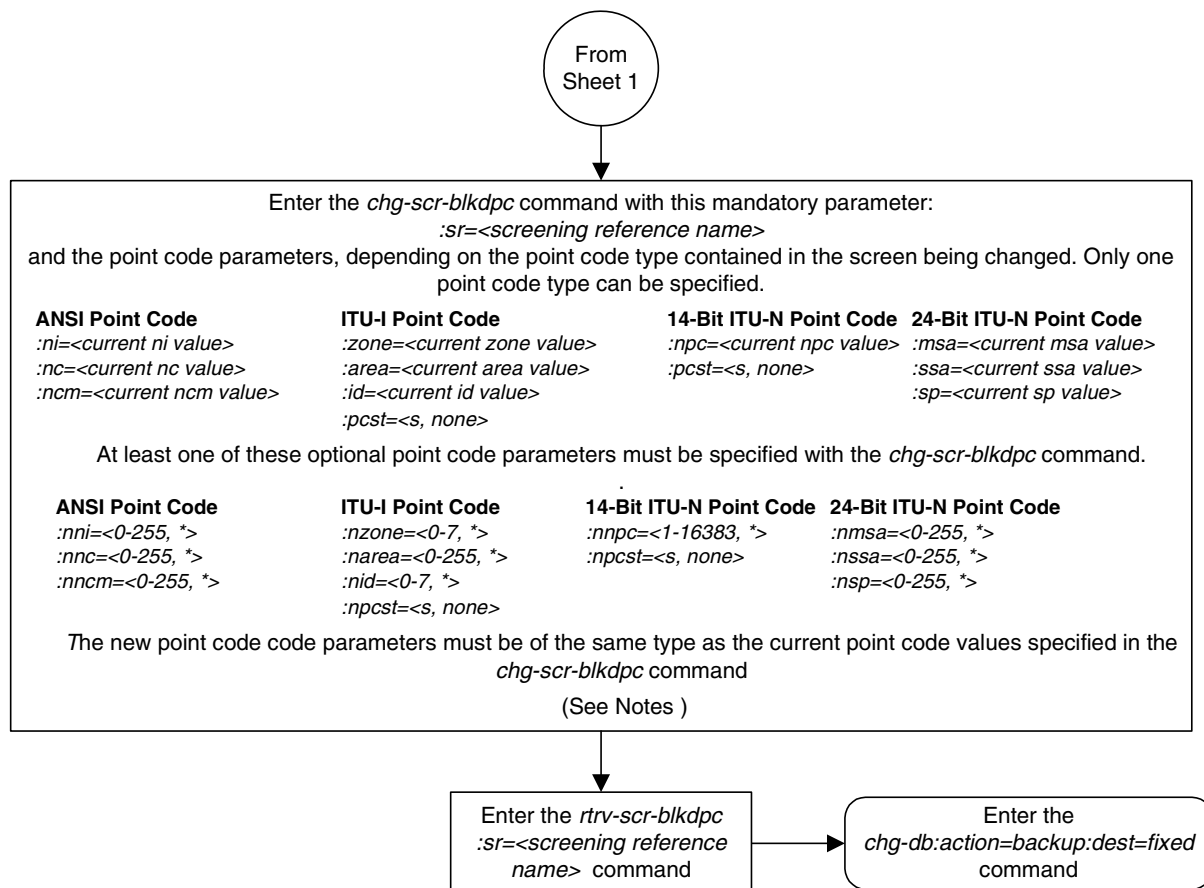 From
Sheet 1
Enter the chg-scr-blkdpc command with this mandatory parameter:
:sr=<screening reference name>
and the point code parameters, depending on the point code type contained in the screen being changed. Only one
point code type can be specified.
ANSI Point Code
:ni=<current ni value>
:nc=<current nc value>
:ncm=<current ncm value>
ITU-I Point Code
:zone=<current zone value>
:area=<current area value>
:id=<current id value>
:pcst=<s, none>
14-Bit ITU-N Point Code
:npc=<current npc value>
:pcst=<s, none>
24-Bit ITU-N Point Code
:msa=<current msa value>
:ssa=<current ssa value>
:sp=<current sp value>
At least one of these optional point code parameters must be specified with the chg-scr-blkdpc command.
.
ANSI Point Code
:nni=<0-255, *>
:nnc=<0-255, *>
:nncm=<0-255, *>
ITU-I Point Code
:nzone=<0-7, *>
:narea=<0-255, *>
:nid=<0-7, *>
:npcst=<s, none>
14-Bit ITU-N Point Code
:nnpc=<1-16383, *>
:npcst=<s, none>
24-Bit ITU-N Point Code
:nmsa=<0-255, *>
:nssa=<0-255, *>
:nsp=<0-255, *>
The new point code code parameters must be of the same type as the current point code values specified in the
chg-scr-blkdpc command
(See Notes )
Enter the rtrv-scr-blkdpc
:sr=<screening reference
name> command
Enter the
chg-db:action=backup:dest=fixed
command